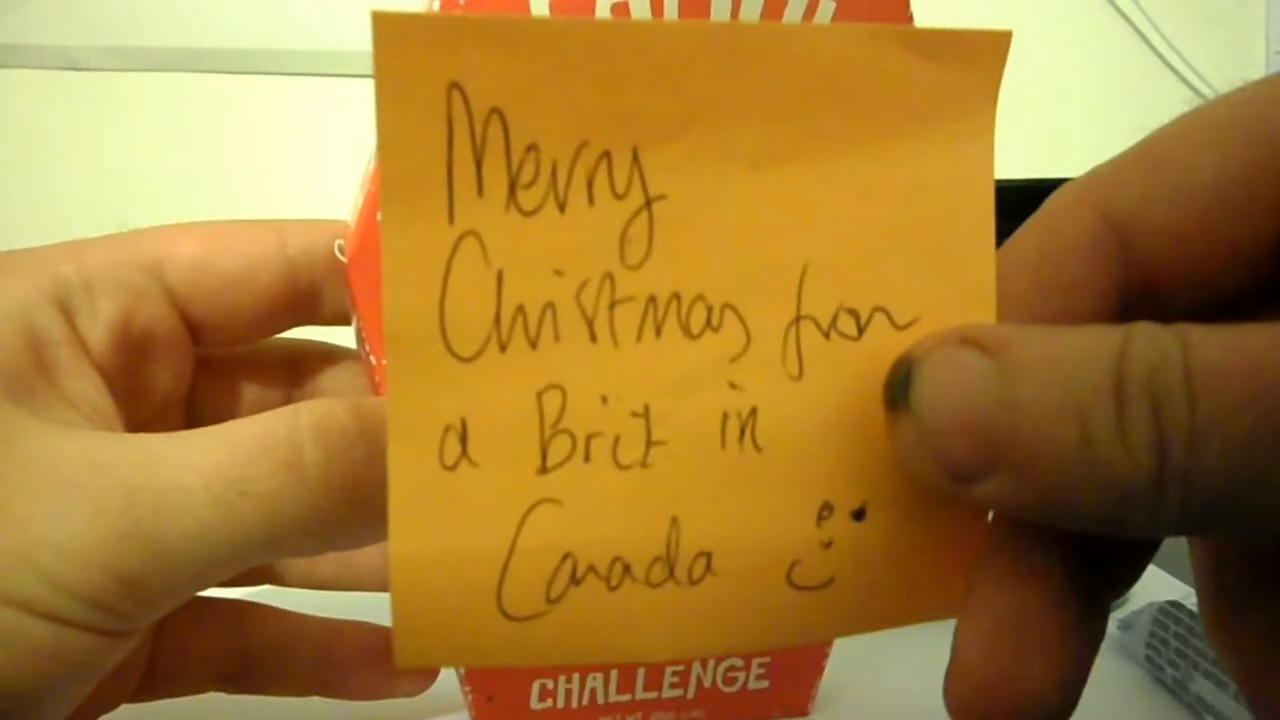 Merry
Christmas from
a Brit in
Canada
CHALLENGE